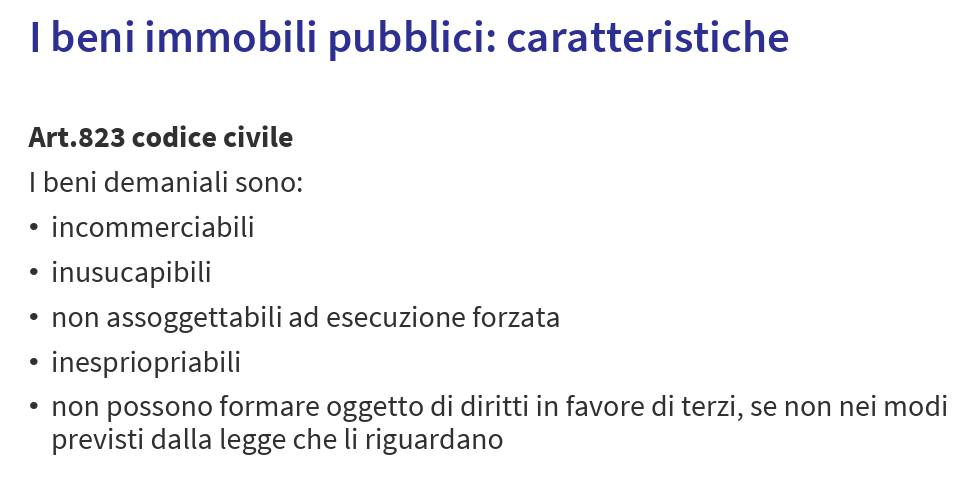 I beni immobili pubblici: caratteristiche
Art.823 codice civile
I beni demaniali sono:
• incommerciabili
• inusucapibili
• non assoggettabili ad esecuzione forzata
• inespriopriabili
• non possono formare oggetto di diritti in favore di terzi, se non nei modi
previsti dalla legge che li riguardano